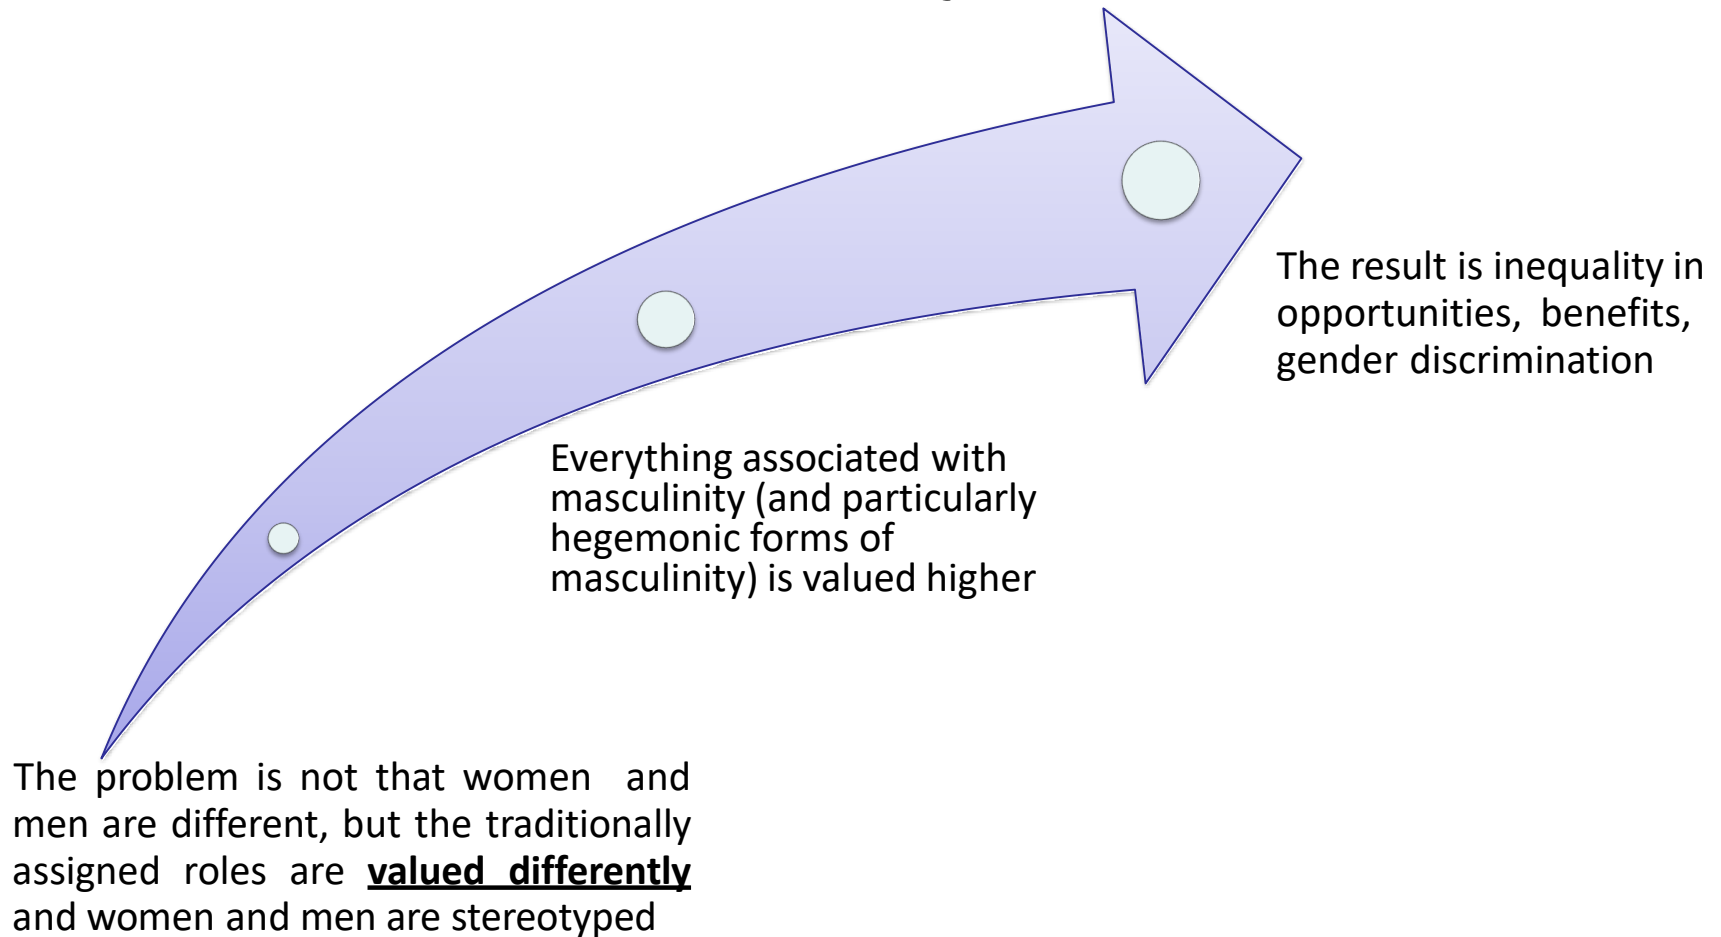 The problem is not that women and
men are different, but the traditionally
assigned roles are valued differently
and women and men are stereotyped
Everything associated with
masculinity (and particularly
hegemonic forms of
masculinity) is valued higher
The result is inequality in
opportunities, benefits,
gender discrimination